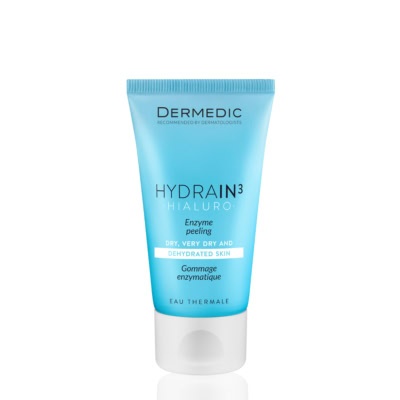 DERMEDIC
RECOMMENDED BY DERMATOLOGISTS
HYDRAIN³
HIALURO
Enzyme
peeling
DRY, VERY DRY AND
DEHYDRATED SKIN
Gommage
enzymatique
EAU THERMALE